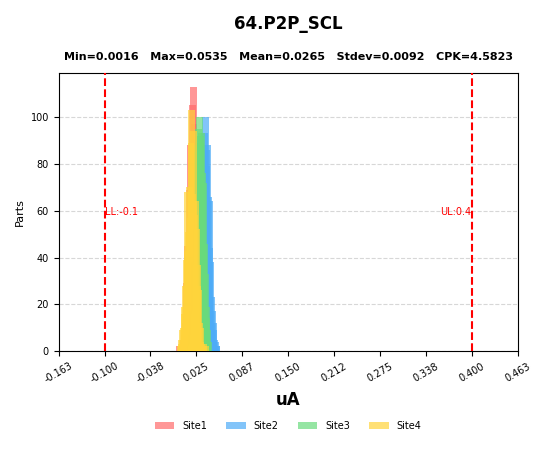 64.P2P_SCL
Min=0.0016 Max=0.0535 Mean=0.0265 Stdev=0.0092 CPK=4.5823
100
80
60
40
20
0
Parts
LL:-0.1
UL:0.4
-0.163 -0.100 -0.038 0.025 0.087 0.150 0.212 0.275 0.338 0.400 0.463
uA
Site1 Site2 Site3 Site4